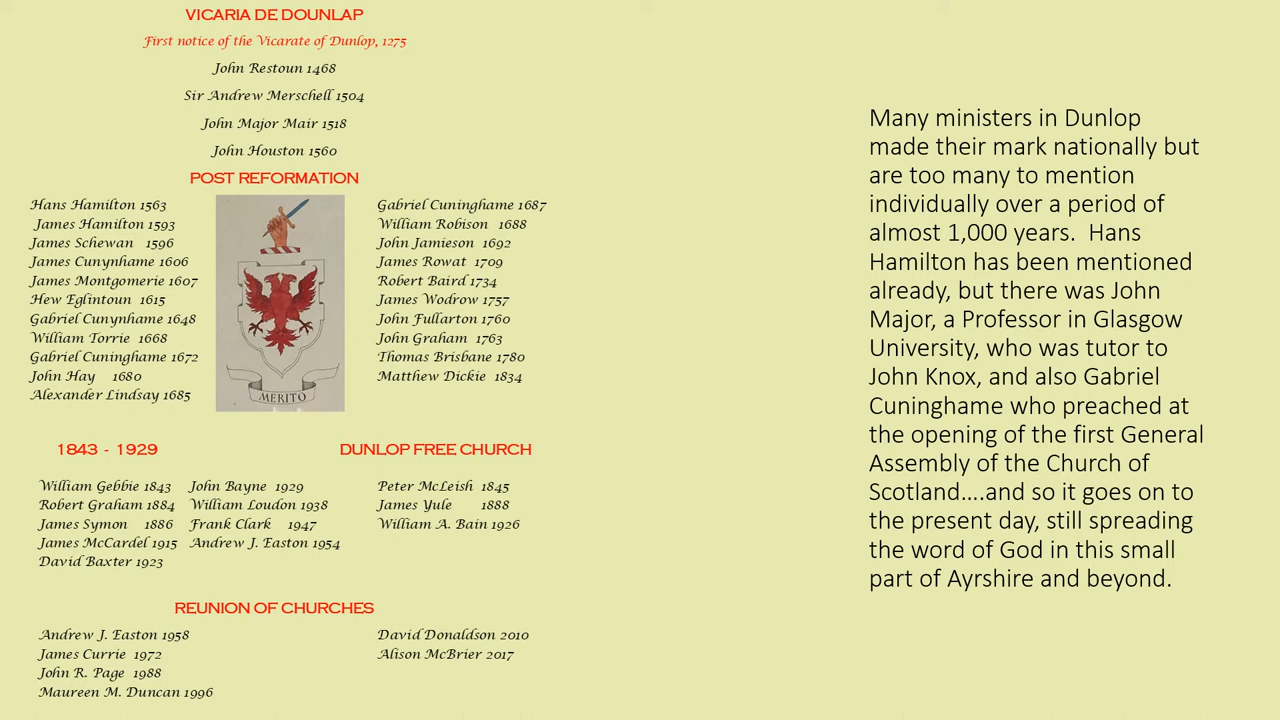 VICARIA DE DOUNLAP
First notice of the Vicarate of Dunlop, 1275
John Restoun 1468
Sir Andrew Merschell 1504
John Major Mair 1518
John Houston 1560
POST REFORMATION
Hans Hamilton 1563
James Hamilton 1593
James Schewan 1596
James Cunynhame 1606
James Montgomerie 1607
Hew Eglintoun 1615
Gabriel Cunynhame 1648
William Torrie 1668
Gabriel Cuninghame 1672
John Hay 1680
Alexander Lindsay 1685
MERITO
Gabriel Cuninghame 1687
William Robison 1688
John Jamieson 1692
James Rowat 1709
Robert Baird 1734
James Wodrow 1757
John Fullarton 1760
John Graham 1763
Thomas Brisbane 1780
Matthew Dickie 1834
1843 - 1929
William Gebbie 1843
Robert Graham 1884
James Symon 1886
James McCardel 1915
David Baxter 1923
John Bayne 1929
William Loudon 1938
Frank Clark 1947
Andrew J. Easton 1954
DUNLOP FREE CHURCH
Peter McLeish 1845
James Yule 1888
William A. Bain 1926
REUNION OF CHURCHES
Andrew J. Easton 1958
James Currie 1972
John R. Page 1988
Maureen M. Duncan 1996
David Donaldson 2010
Alison McBrier 2017
Many ministers in Dunlop
made their mark nationally but
are too many to mention
individually over a period of
almost 1,000 years. Hans
Hamilton has been mentioned
already, but there was John
Major, a Professor in Glasgow
University, who was tutor to
John Knox, and also Gabriel
Cuninghame who preached at
the opening of the first General
Assembly of the Church of
Scotland....and so it goes on to
the present day, still spreading
the word of God in this small
part of Ayrshire and beyond.